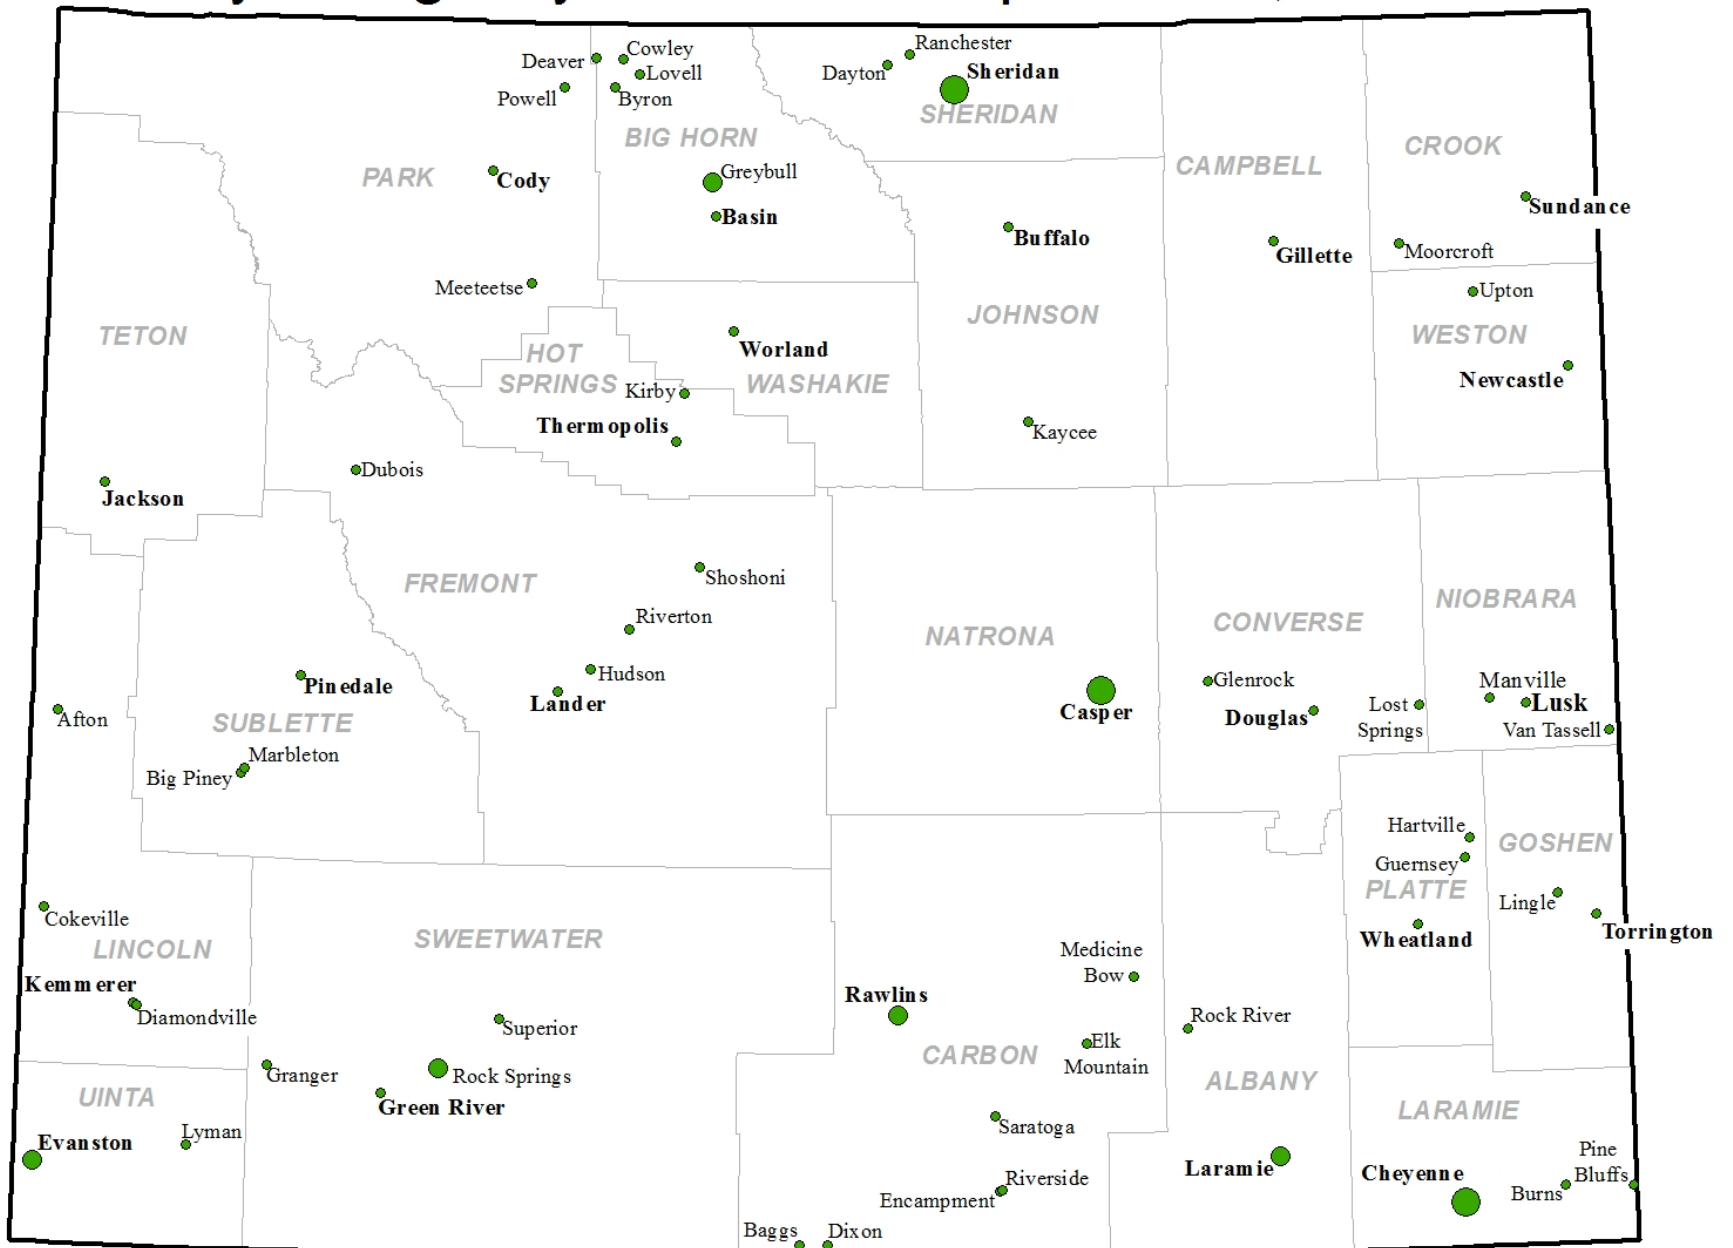 Ranchester
Cowley
Deaver
Lovell
Dayton
Sheridan
Powell
Byron
SHERIDAN
BIG HORN
CROOK
CAMPBELL
Greybull
PARK
Cody
Sundance
Basin
Buffalo
Moorcroft
Gillette
Meeteetse
Upton
JOHNSON
TETON
WESTON
Worland
HOT
SPRINGS
Newcastle
WASHAKIE
Kirby
Thermopolis
Kaycee
Dubois
Jackson
Shoshoni
FREMONT
NIOBRARA
Riverton
CONVERSE
NATRONA
Hudson
Glenrock
Manville
Pinedale
Lander
Lost
Springs
Lusk
Casper
Douglas
Afton
SUBLETTE
Van Tassell
Marbleton
Big Piney
Hartville
GOSHEN
Guernsey
PLATTE
Lingle
Cokeville
Torrington
SWEETWATER
Wheatland
LINCOLN
Medicine
Bow
Kemmerer
Rawlins
Diamondville
Rock River
Superior
Elk
Mountain
CARBON
Granger
Rock Springs
ALBANY
UINTA
Green River
LARAMIE
Saratoga
Lyman
Evanston
Pine
Bluffs
Laramie
Cheyenne
Riverside
Burns
Encampment
Baggs
Dixon